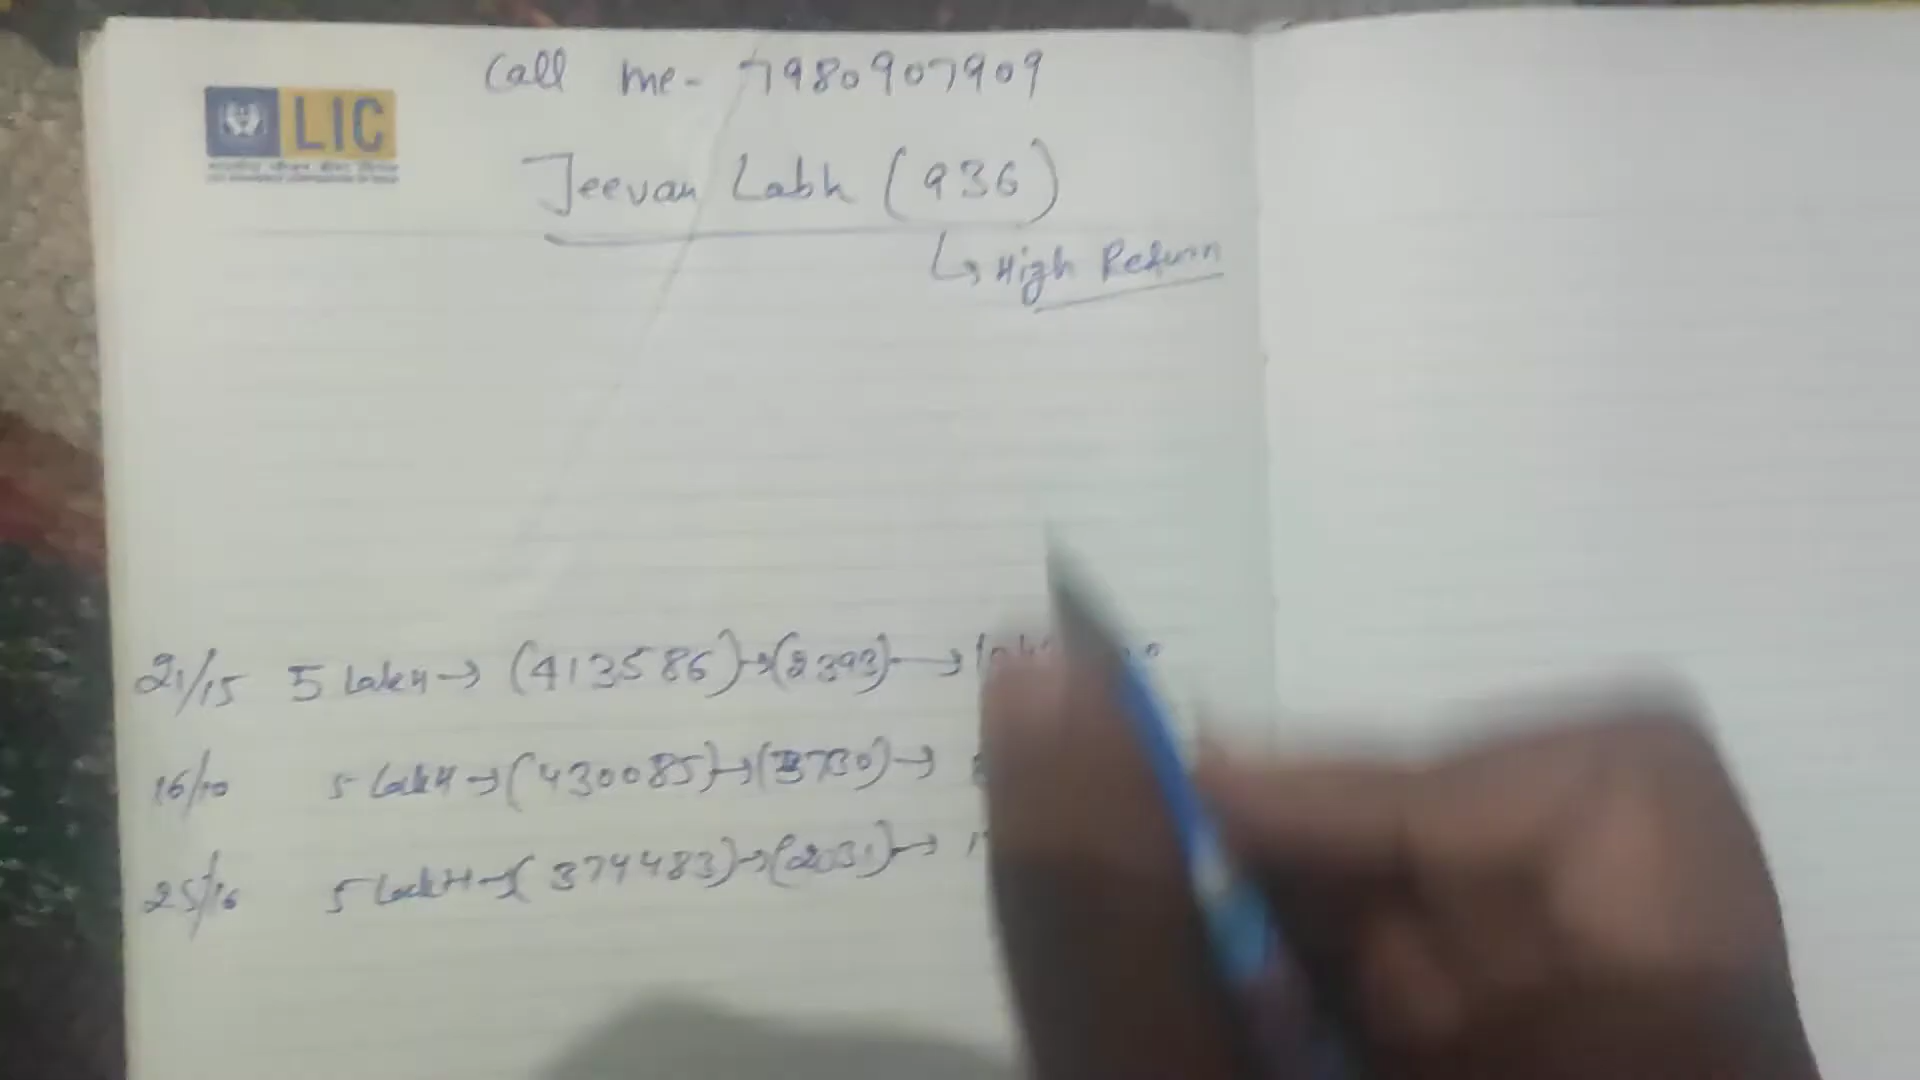 Call me- 7980907909
LIC
Jeevan Labh (936)
↳ High Return
21/15 5 Lakh → (413586) → (2393) →
16/10 5 Lakh → (430085) → (3730) →
25/16 5 Lakh → (374483) → (2031) →